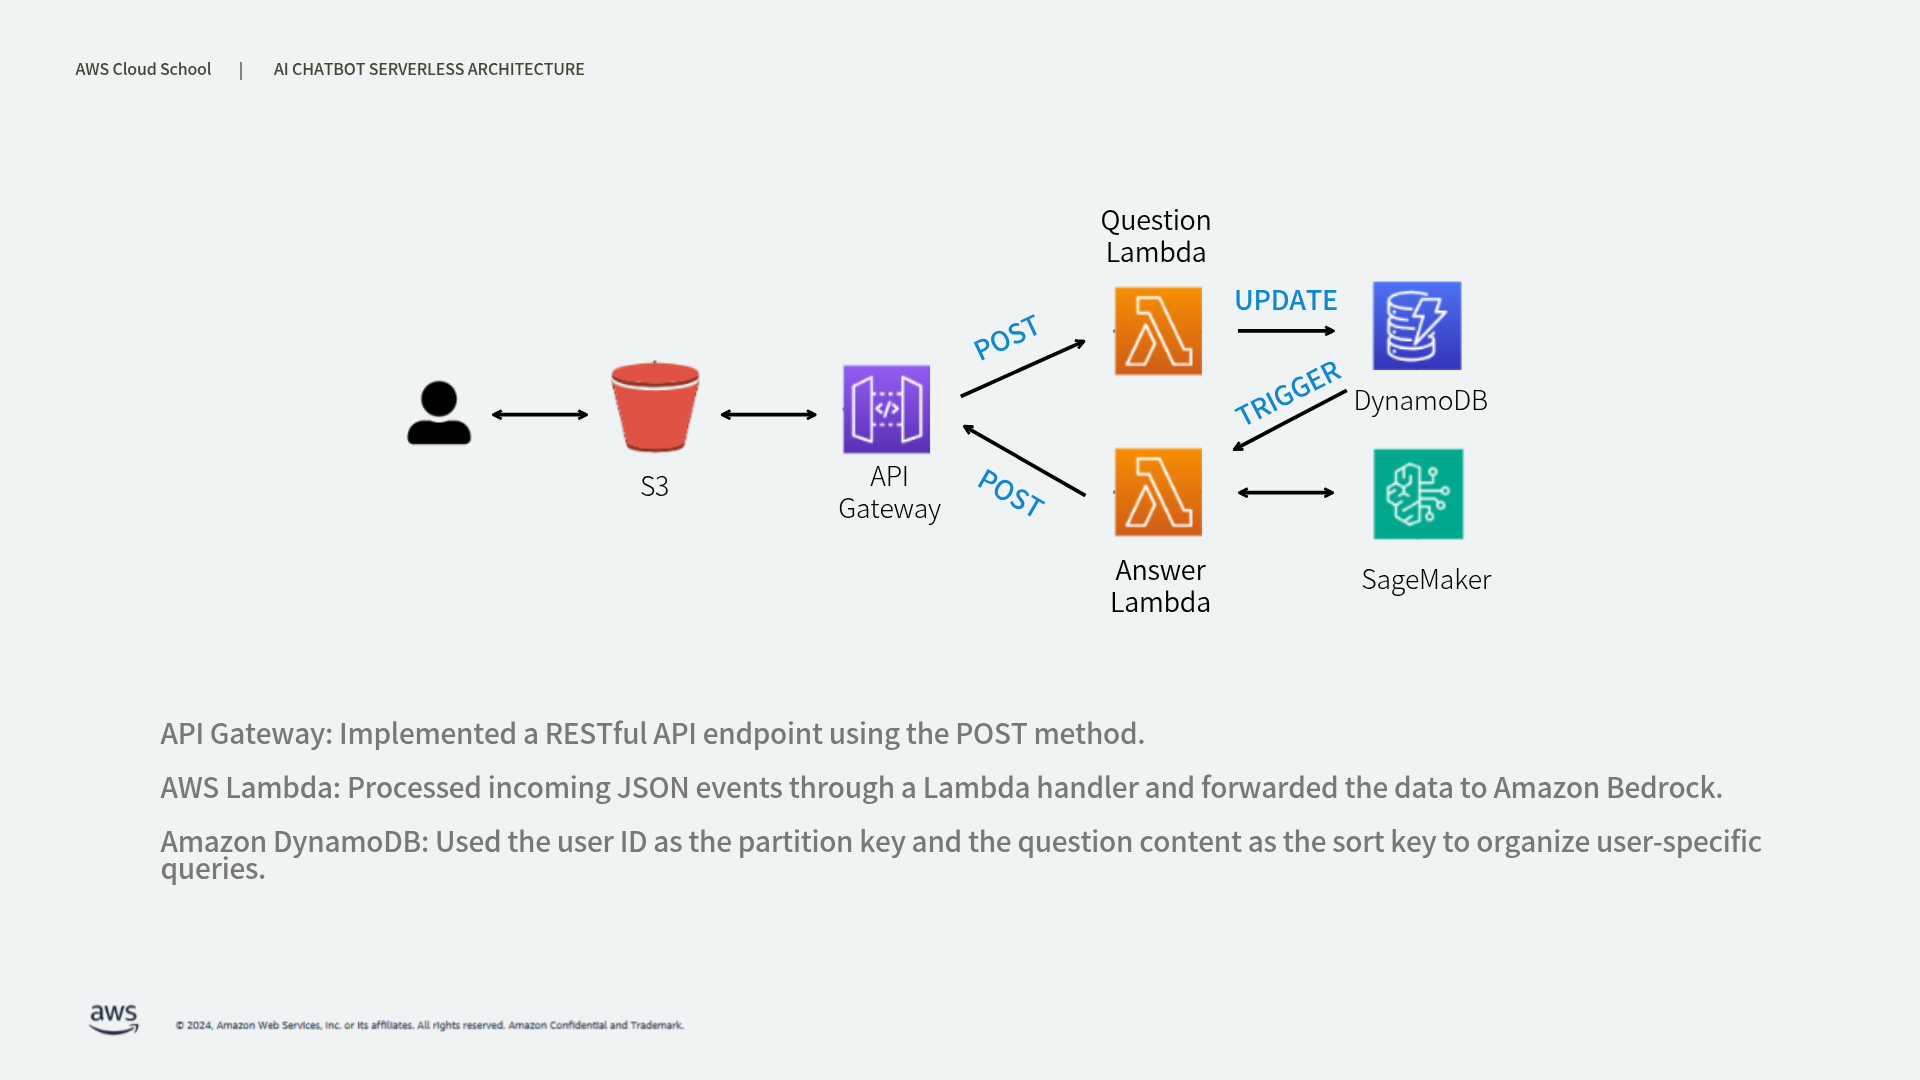 AWS Cloud School | AI CHATBOT SERVERLESS ARCHITECTURE
Question
Lambda
UPDATE
POST
TRIGGER
DynamoDB
S3
API
Gateway
POST
Answer
Lambda
SageMaker
API Gateway: Implemented a RESTful API endpoint using the POST method.
AWS Lambda: Processed incoming JSON events through a Lambda handler and forwarded the data to Amazon Bedrock.
Amazon DynamoDB: Used the user ID as the partition key and the question content as the sort key to organize user-specific
queries.
aws
© 2024, Amazon Web Services, Inc. or its affiliates. All rights reserved. Amazon Confidential and Trademark.